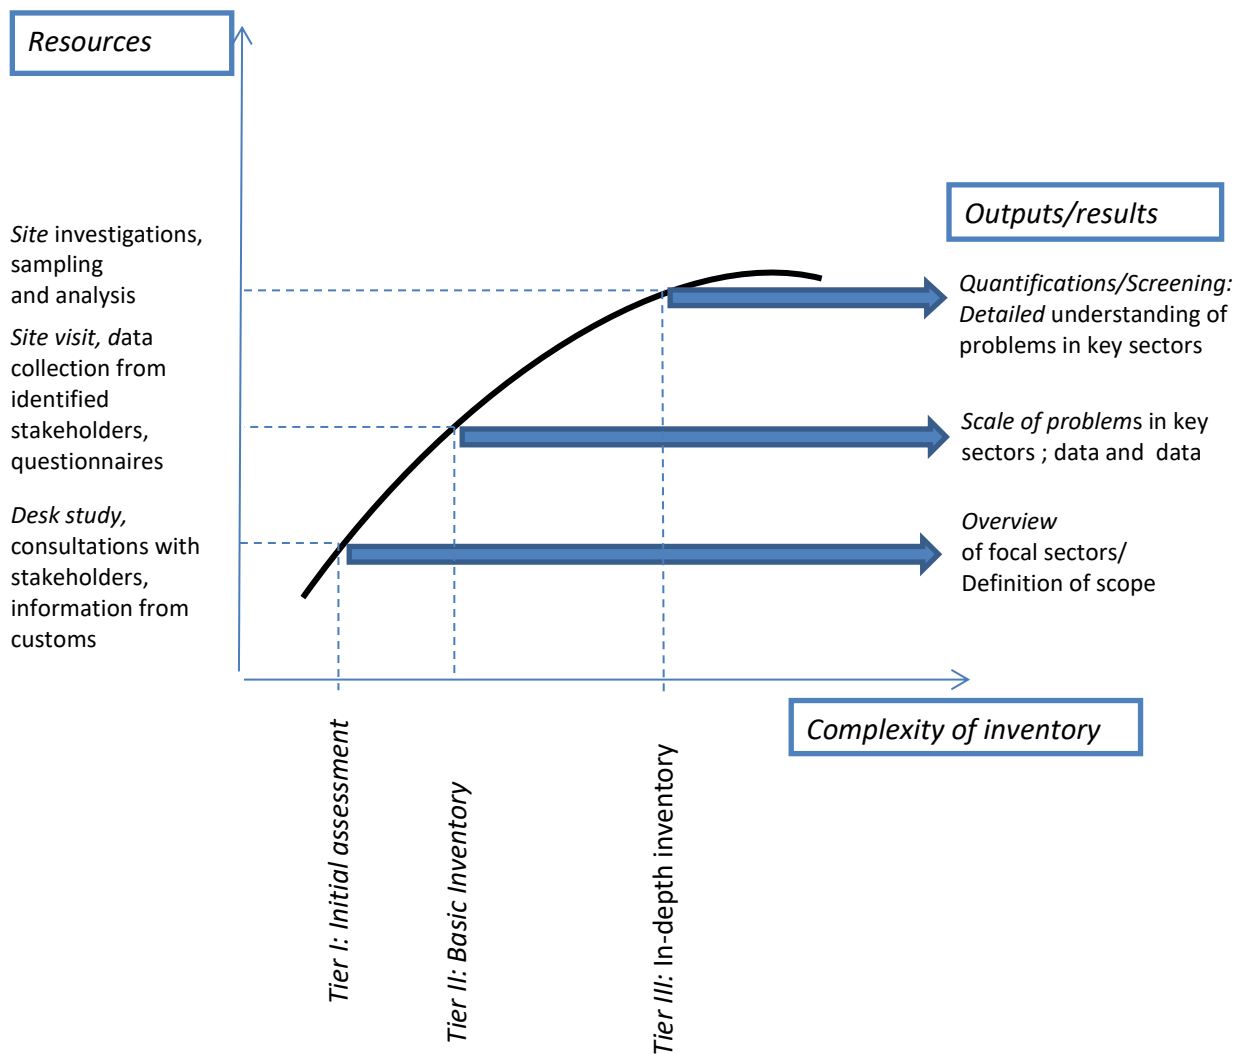 Resources
Site investigations,
sampling
and analysis
Site visit, data
collection from
identified
stakeholders,
questionnaires
Desk study,
consultations with
stakeholders,
information from
customs
Outputs/results
Quantifications/Screening:
Detailed understanding of
problems in key sectors
Scale of problems in key
sectors ; data and  data
Overview
of focal sectors/
Definition of scope
Complexity of inventory
Tier I: Initial assessment
Tier II: Basic Inventory
Tier III: In-depth inventory